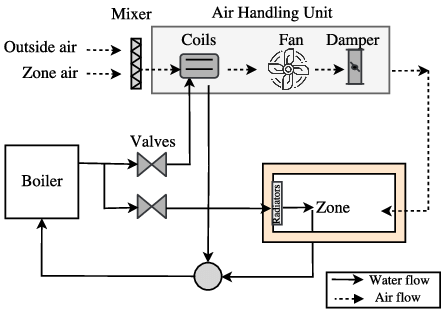 Mixer
Air Handling Unit
Outside air
Zone air
Coils
Fan
Damper
Valves
Boiler
Radiators
Zone
Water flow
Air flow